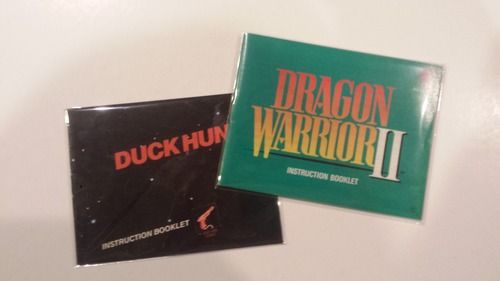 DUCK HUN
INSTRUCTION BOOKLET
DRAGON
WARRIOR II
INSTRUCTION BOOKLET